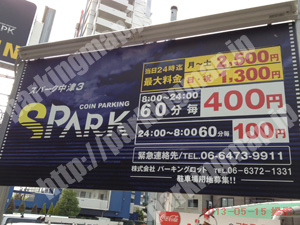 スパーク中津3
COIN PARKING
SPARK
当日24時迄
最大料金
月〜土 2,500円
日・祝 1,300円
8:00〜24:00
60分毎 400円
24:00〜8:00 60分毎 100円
緊急連絡先/TEL.06-6473-9911
株式会社 パーキングロット TEL.06-6372-1331
駐車場用地募集!!
Coca-Cola